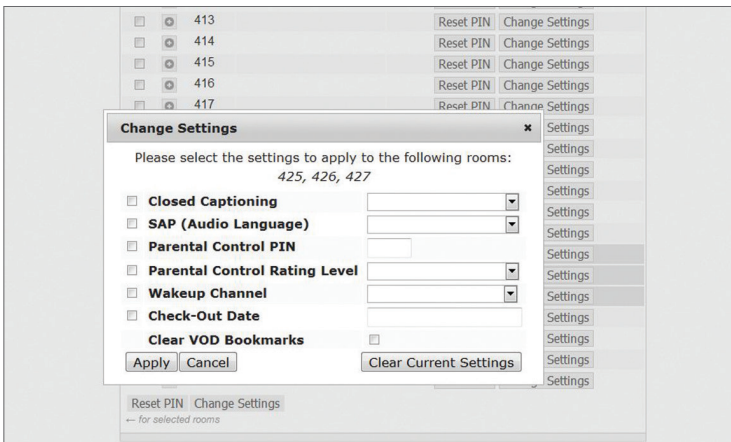 413 Reset PIN Change Settings
414 Reset PIN Change Settings
415 Reset PIN Change Settings
416 Reset PIN Change Settings
417 Reset PIN Change Settings
Change Settings
Settings
Settings
Please select the settings to apply to the following rooms:
425, 426, 427
Settings
Settings
Closed Captioning
Settings
SAP (Audio Language)
Settings
Parental Control PIN
Settings
Parental Control Rating Level
Settings
Wakeup Channel
Settings
Check-Out Date
Settings
Clear VOD Bookmarks
Settings
Apply Cancel Clear Current Settings
Settings
Settings
Reset PIN Change Settings
← for selected rooms